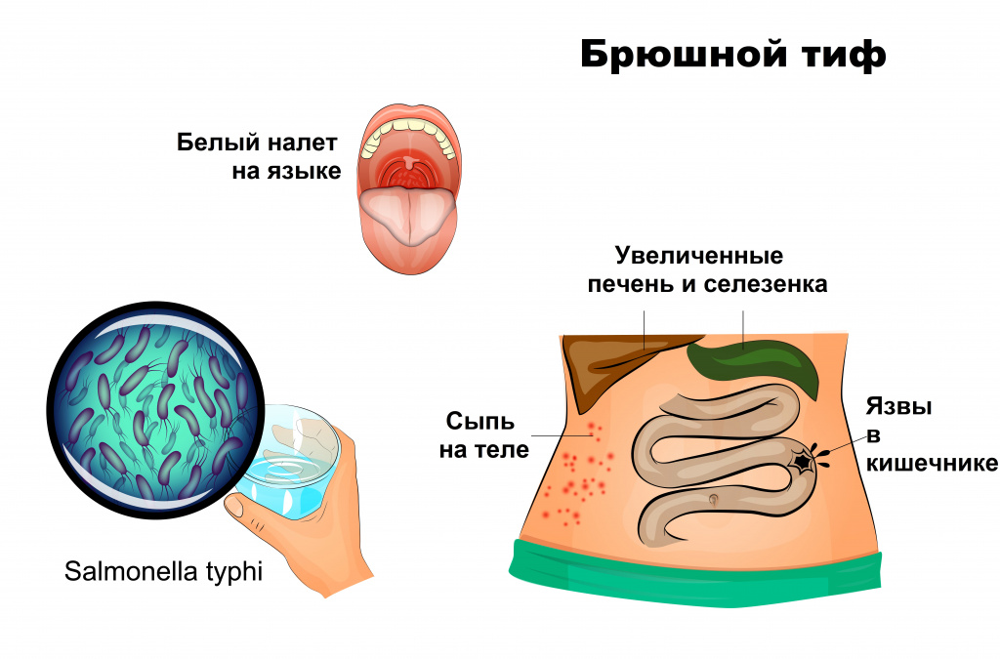 Брюшной тиф
Белый налет
на языке
Увеличенные
печень и селезенка
Сыпь
на теле
Язвы
в
кишечнике
Salmonella typhi